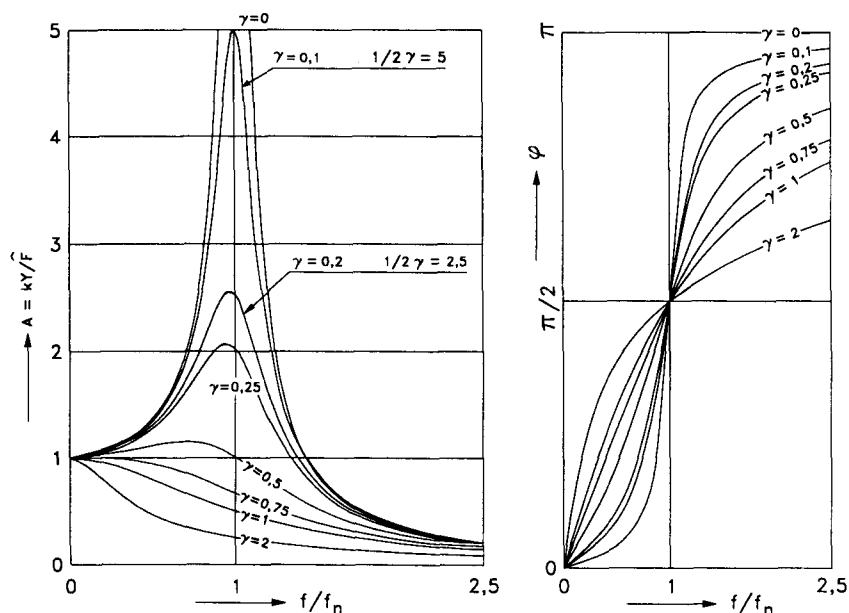 5
4
3
2
1
0
A = kY/F̂
γ=0
γ=0,1 1/2 γ = 5
γ=0,2 1/2 γ = 2,5
γ=0,25
γ=0,5
γ=0,75
γ=1
γ=2
0 1 2,5
f/fn
π
φ
π/2
0
γ = 0
γ = 0,1
γ = 0,2
γ = 0,25
γ = 0,5
γ = 0,75
γ = 1
γ = 2
0 1 2,5
f/fn